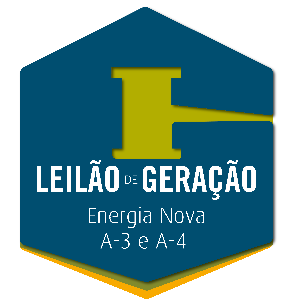 LEILÃO DE GERAÇÃO
Energia Nova
A-3 e A-4